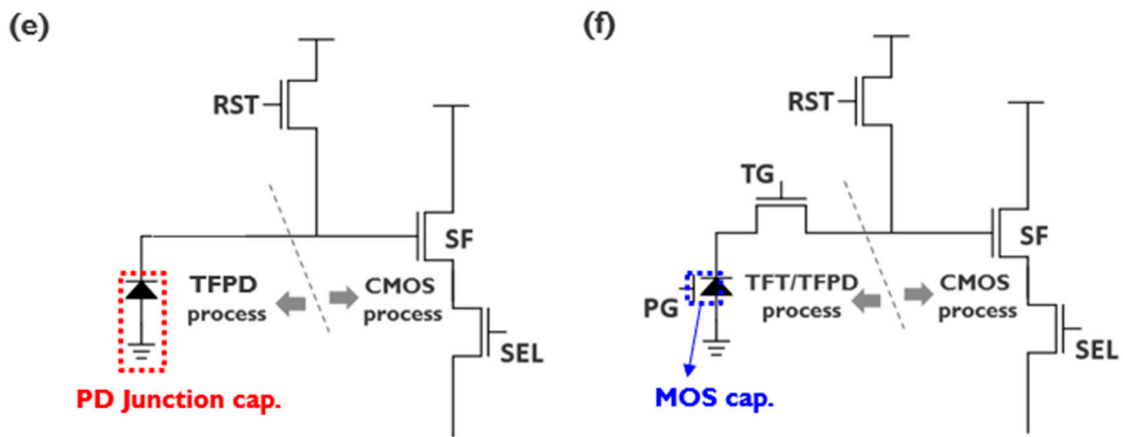 (e)
RST
SF
TFPD
process
CMOS
process
SEL
PD Junction cap.
(f)
RST
TG
SF
PG
TFT/TFPD
process
CMOS
process
SEL
MOS cap.